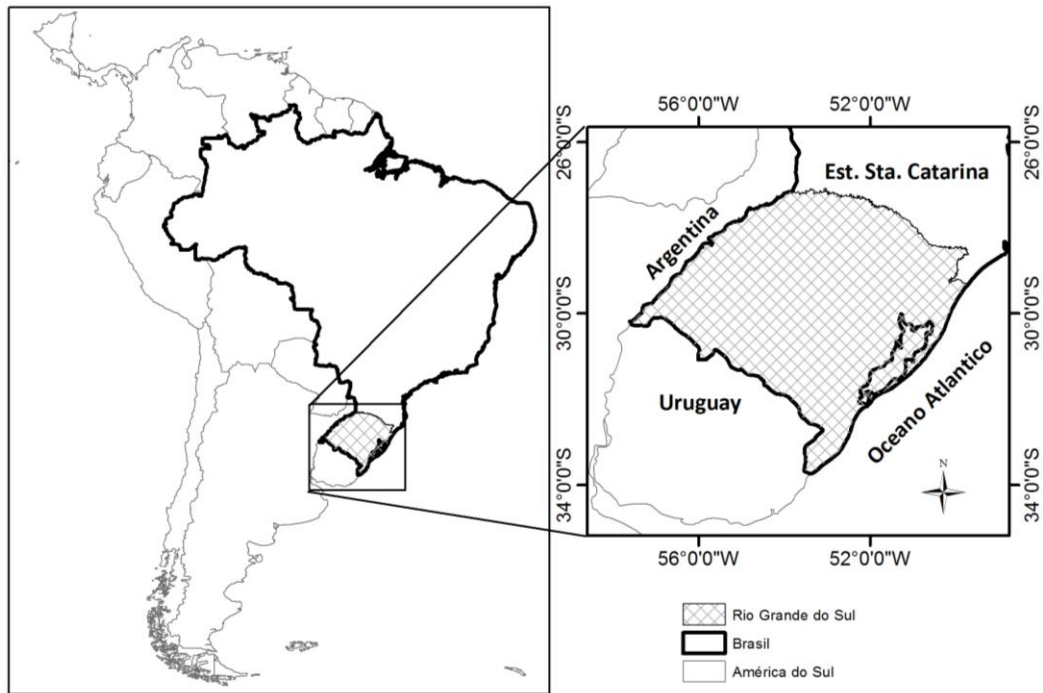 56°0'0"W
52°0'0"W
26°0'0"S
26°0'0"S
Est. Sta. Catarina
Argentina
30°0'0"S
30°0'0"S
Uruguay
Oceano Atlantico
N
34°0'0"S
34°0'0"S
56°0'0"W
52°0'0"W
Rio Grande do Sul
Brasil
América do Sul